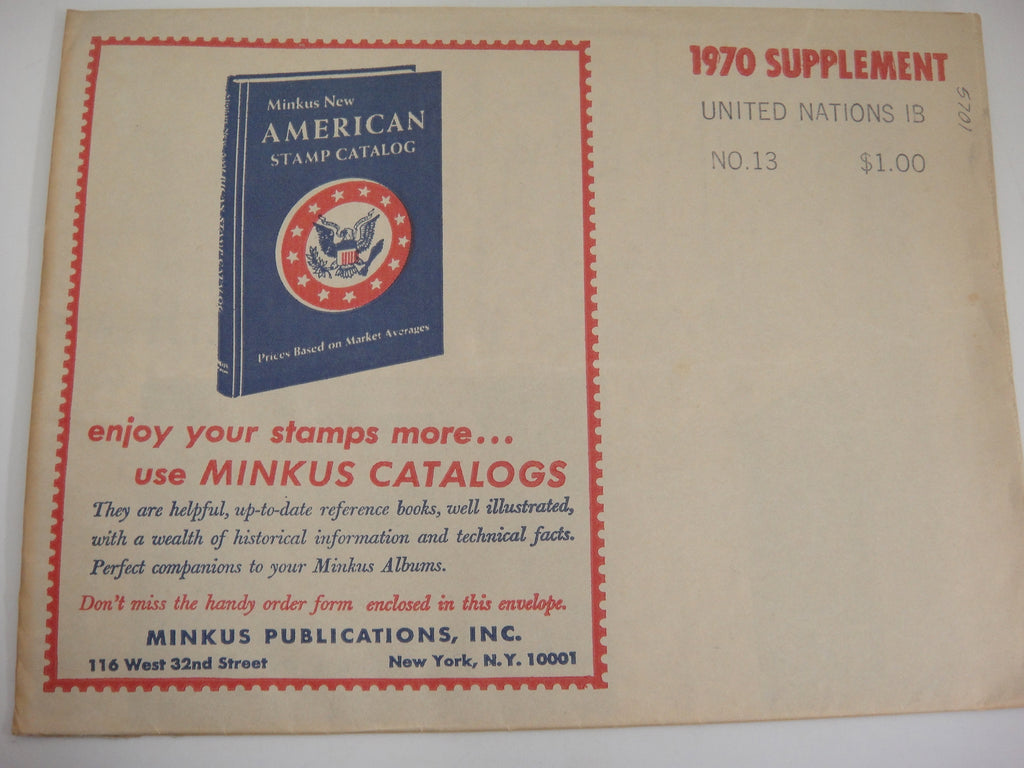 1970 SUPPLEMENT
UNITED NATIONS IB
NO.13 $1.00
5701
Minkus New
AMERICAN
STAMP CATALOG
Prices Based on Market Averages
enjoy your stamps more...
use MINKUS CATALOGS
They are helpful, up-to-date reference books, well illustrated,
with a wealth of historical information and technical facts.
Perfect companions to your Minkus Albums.
Don't miss the handy order form enclosed in this envelope.
MINKUS PUBLICATIONS, INC.
116 West 32nd Street New York, N.Y. 10001